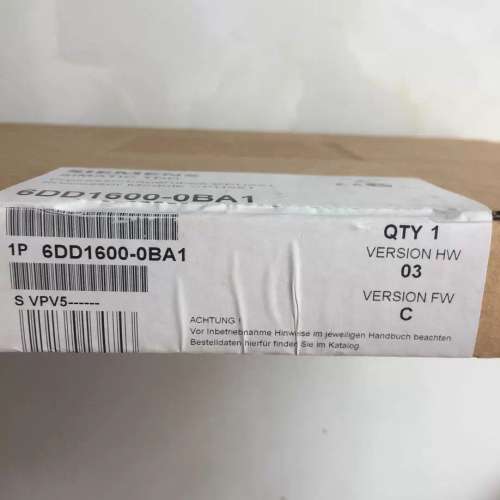 SIEMENS
6DD1600-0BA1
1P 6DD1600-0BA1
S VPV5------
QTY 1
VERSION HW
03
VERSION FW
C
ACHTUNG !
Vor Inbetriebnahme Hinweise im jeweiligen Handbuch beachten
Bestelldaten hierfür finden Sie im Katalog.